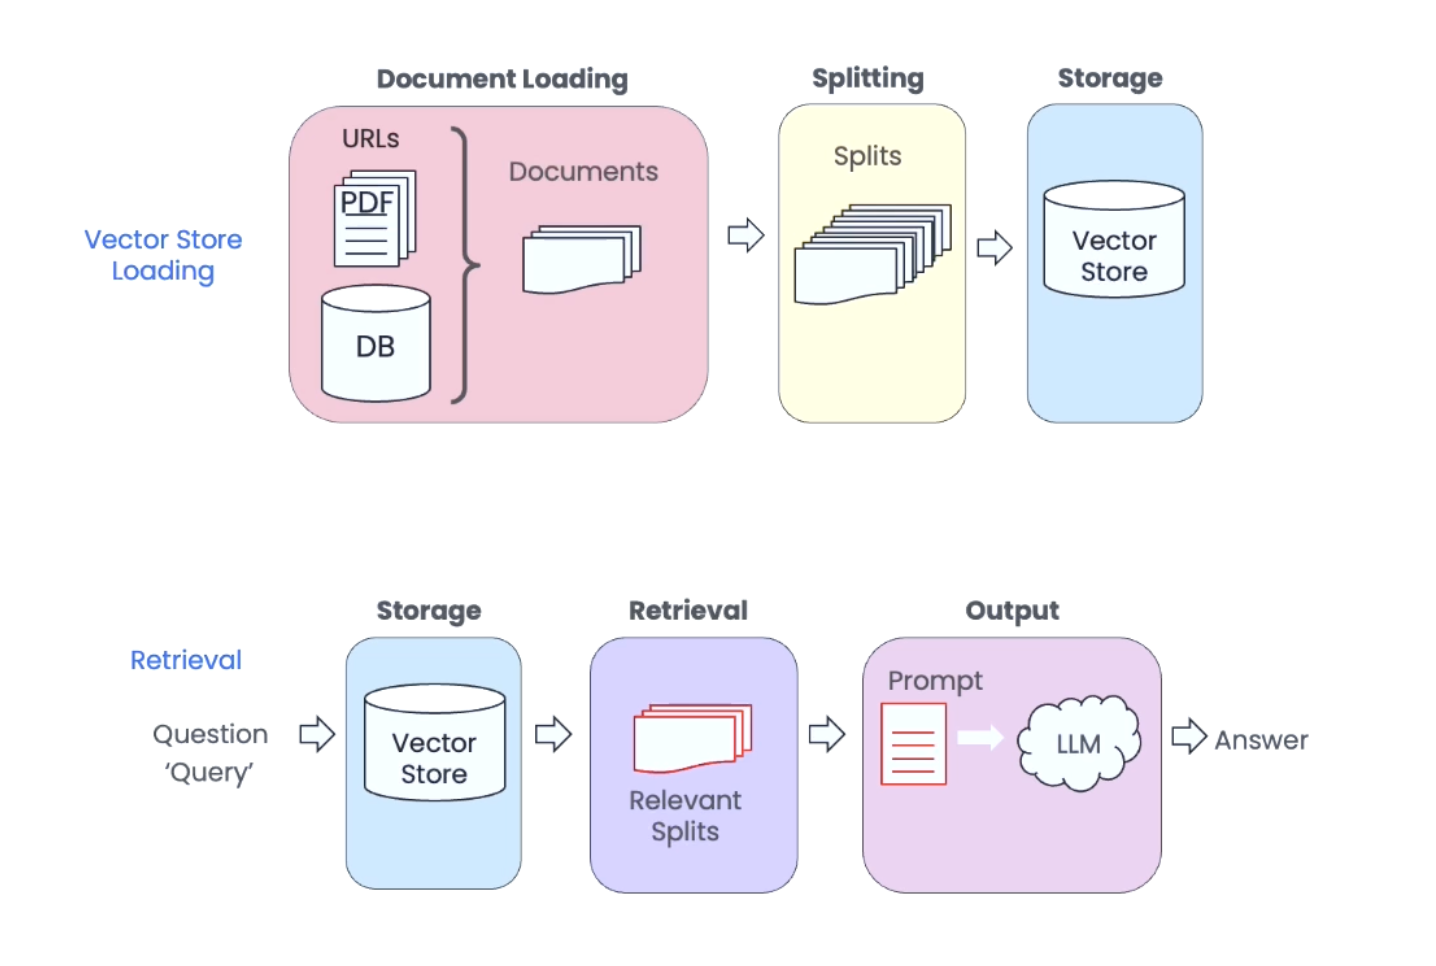 Document Loading
Splitting
Storage
URLs
PDF
DB
Documents
Splits
Vector
Store
Vector Store
Loading
Storage
Retrieval
Output
Retrieval
Question
‘Query’
Vector
Store
Relevant
Splits
Prompt
LLM
Answer